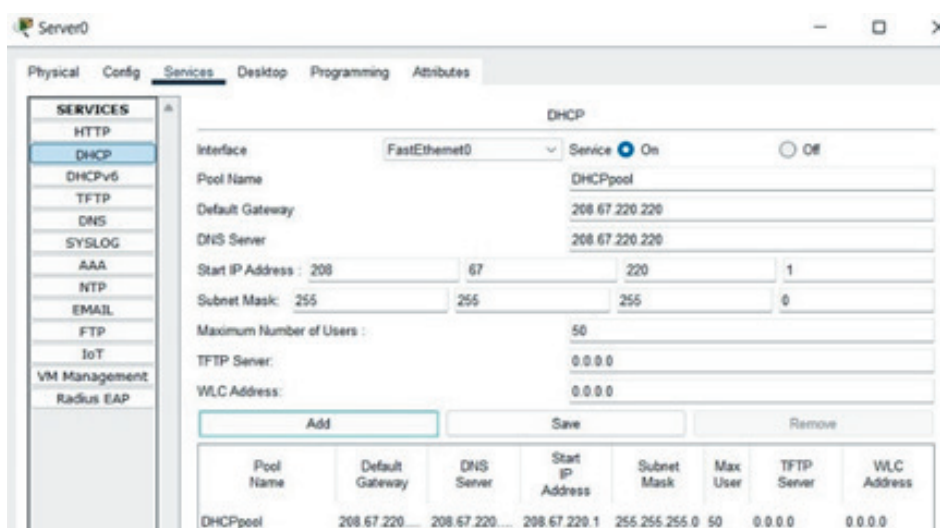 Server0
Physical Config Services Desktop Programming Attributes
SERVICES
HTTP
DHCP
DHCPv6
TFTP
DNS
SYSLOG
AAA
NTP
EMAIL
FTP
IoT
VM Management
Radius EAP
DHCP
Interface FastEthernet0 Service On Off
Pool Name DHCPpool
Default Gateway 208.67.220.220
DNS Server 208.67.220.220
Start IP Address : 208 67 220 1
Subnet Mask: 255 255 255 0
Maximum Number of Users : 50
TFTP Server: 0.0.0.0
WLC Address: 0.0.0.0
Add Save Remove
Pool Name Default Gateway DNS Server Start IP Address Subnet Mask Max User TFTP Server WLC Address
DHCPpool 208.67.220.... 208.67.220.... 208.67.220.1 255.255.255.0 50 0.0.0.0 0.0.0.0